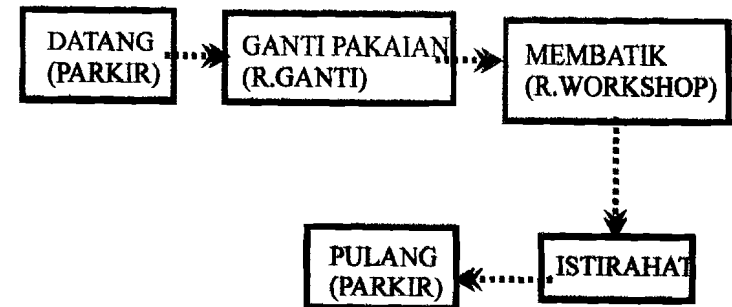 DATANG
(PARKIR)
GANTI PAKAIAN
(R.GANTI)
MEMBATIK
(R.WORKSHOP)
ISTIRAHAT
PULANG
(PARKIR)